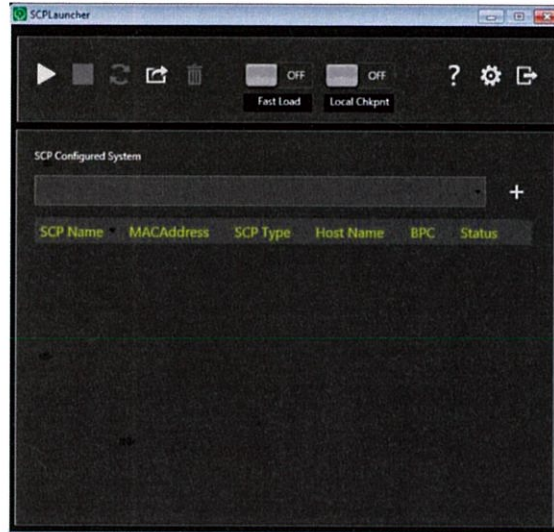 SCPLauncher
OFF OFF ?
Fast Load Local Chkpnt
SCP Configured System
+
SCP Name MACAddress SCP Type Host Name BPC Status